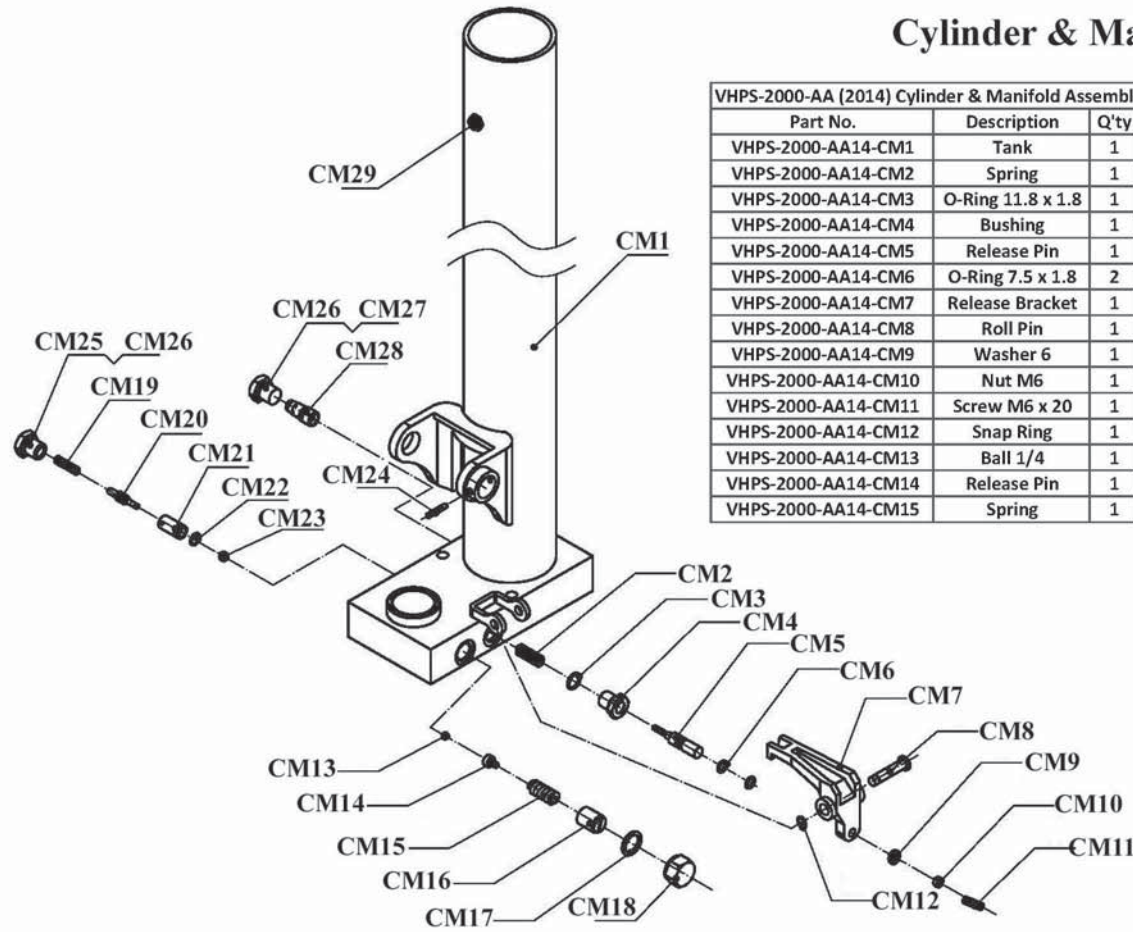 Cylinder & Ma
VHPS-2000-AA (2014) Cylinder & Manifold Assembl
Part No. Description Q'ty
VHPS-2000-AA14-CM1 Tank 1
VHPS-2000-AA14-CM2 Spring 1
VHPS-2000-AA14-CM3 O-Ring 11.8 x 1.8 1
VHPS-2000-AA14-CM4 Bushing 1
VHPS-2000-AA14-CM5 Release Pin 1
VHPS-2000-AA14-CM6 O-Ring 7.5 x 1.8 2
VHPS-2000-AA14-CM7 Release Bracket 1
VHPS-2000-AA14-CM8 Roll Pin 1
VHPS-2000-AA14-CM9 Washer 6 1
VHPS-2000-AA14-CM10 Nut M6 1
VHPS-2000-AA14-CM11 Screw M6 x 20 1
VHPS-2000-AA14-CM12 Snap Ring 1
VHPS-2000-AA14-CM13 Ball 1/4 1
VHPS-2000-AA14-CM14 Release Pin 1
VHPS-2000-AA14-CM15 Spring 1
CM29
CM1
CM26 CM27
CM28
CM25 CM26
CM19
CM20
CM21
CM22
CM23
CM24
CM2
CM3
CM4
CM5
CM6
CM7
CM8
CM9
CM10
CM11
CM12
CM13
CM14
CM15
CM16
CM17
CM18